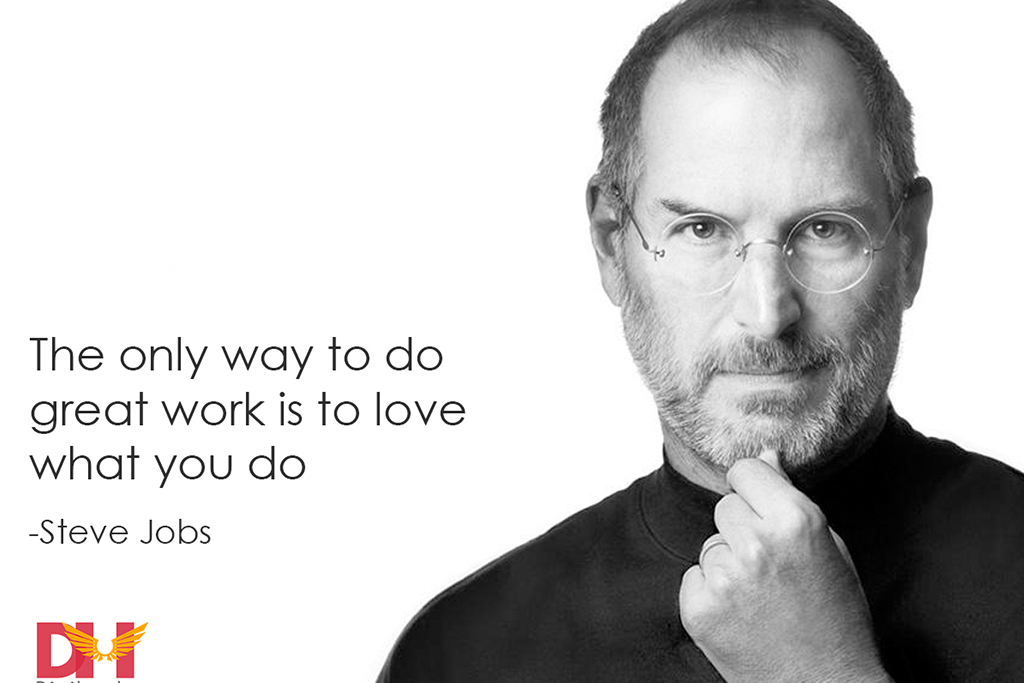 The only way to do
great work is to love
what you do
-Steve Jobs
DH